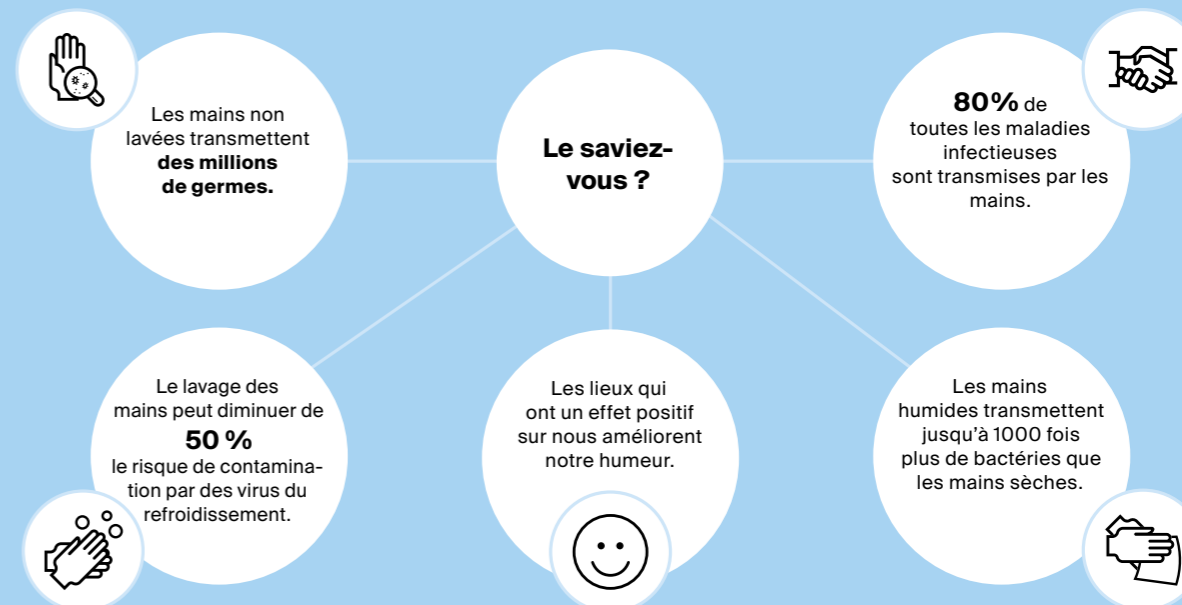 Les mains non
lavées transmettent
des millions
de germes.
Le saviez-
vous ?
80% de
toutes les maladies
infectieuses
sont transmises par les
mains.
Le lavage des
mains peut diminuer de
50 %
le risque de contamina-
tion par des virus du
refroidissement.
Les lieux qui
ont un effet positif
sur nous améliorent
notre humeur.
Les mains
humides transmettent
jusqu'à 1000 fois
plus de bactéries que
les mains sèches.